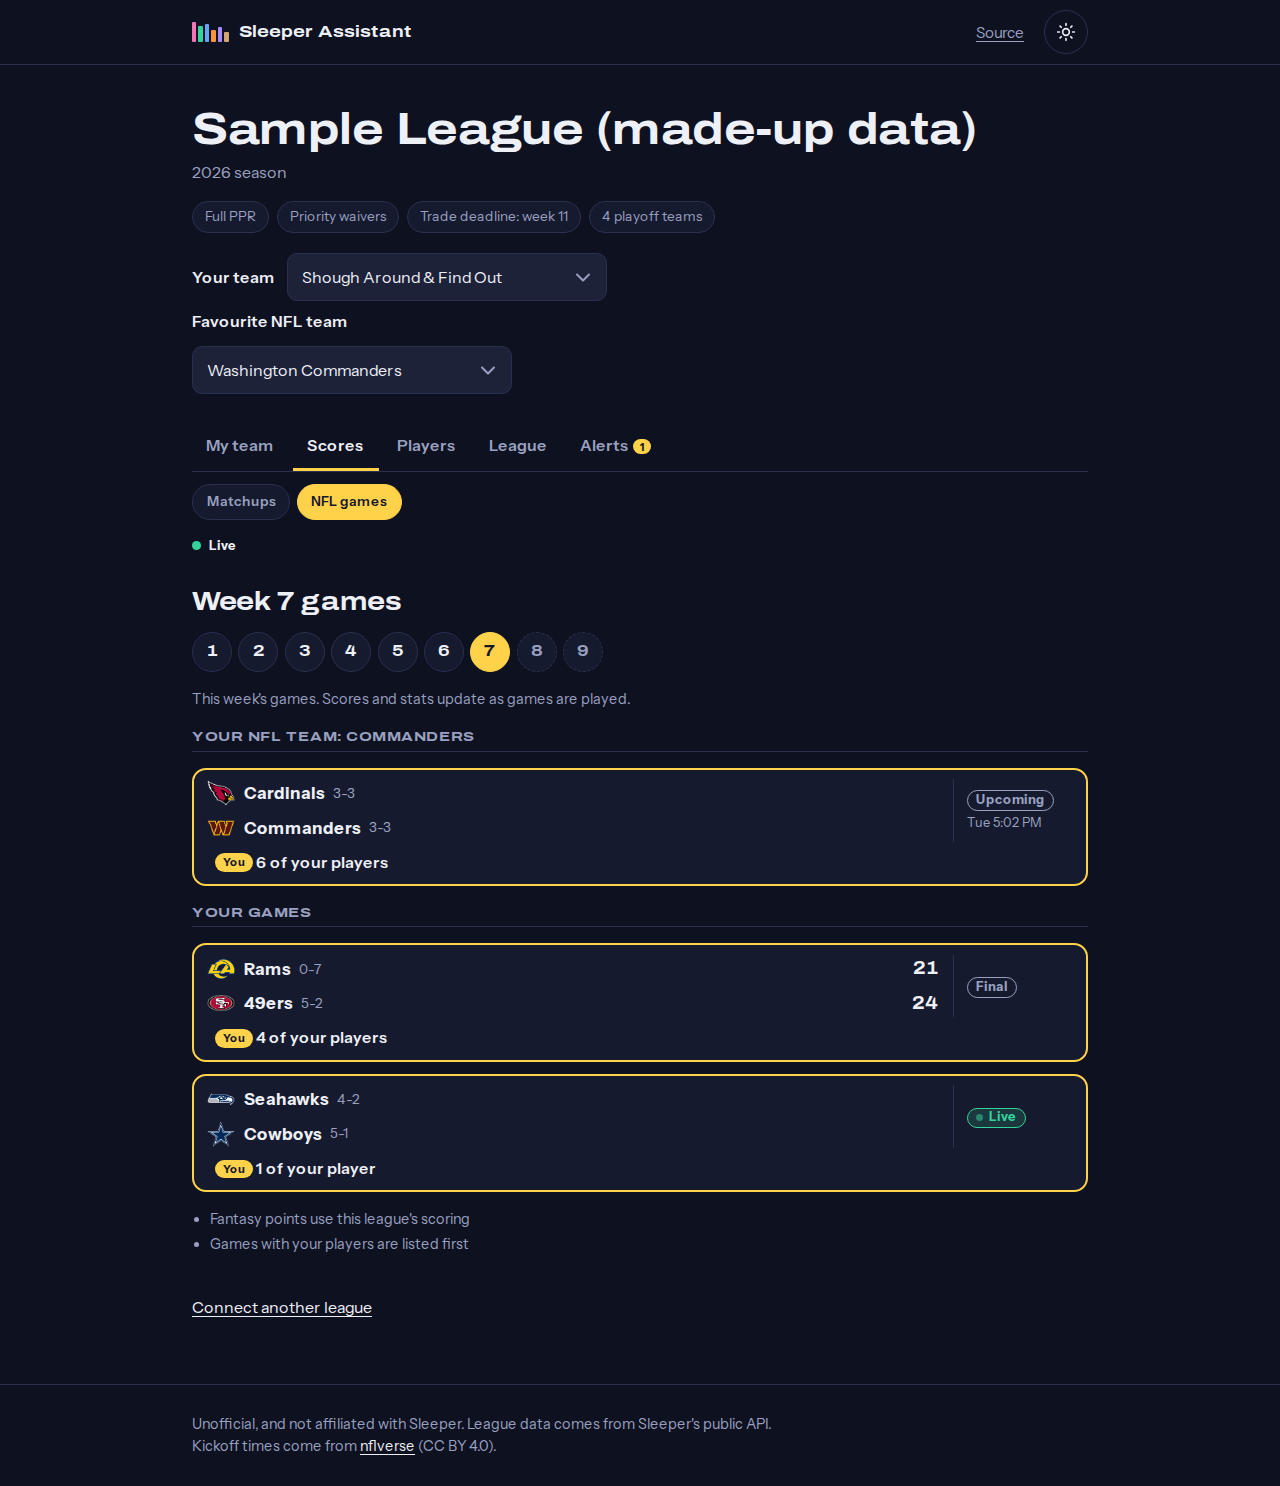 Sleeper Assistant
Source
Sample League (made-up data)
2026 season
Full PPR
Priority waivers
Trade deadline: week 11
4 playoff teams
Your team
Shough Around & Find Out
Favourite NFL team
Washington Commanders
My team
Scores
Players
League
Alerts 1
Matchups
NFL games
Live
Week 7 games
1 2 3 4 5 6 7 8 9
This week's games. Scores and stats update as games are played.
YOUR NFL TEAM: COMMANDERS
Cardinals 3-3
Upcoming
Commanders 3-3
Tue 5:02 PM
You 6 of your players
YOUR GAMES
Rams 0-7 21
Final
49ers 5-2 24
You 4 of your players
Seahawks 4-2
Live
Cowboys 5-1
You 1 of your player
Fantasy points use this league's scoring
Games with your players are listed first
Connect another league
Unofficial, and not affiliated with Sleeper. League data comes from Sleeper's public API.
Kickoff times come from nflverse (CC BY 4.0).